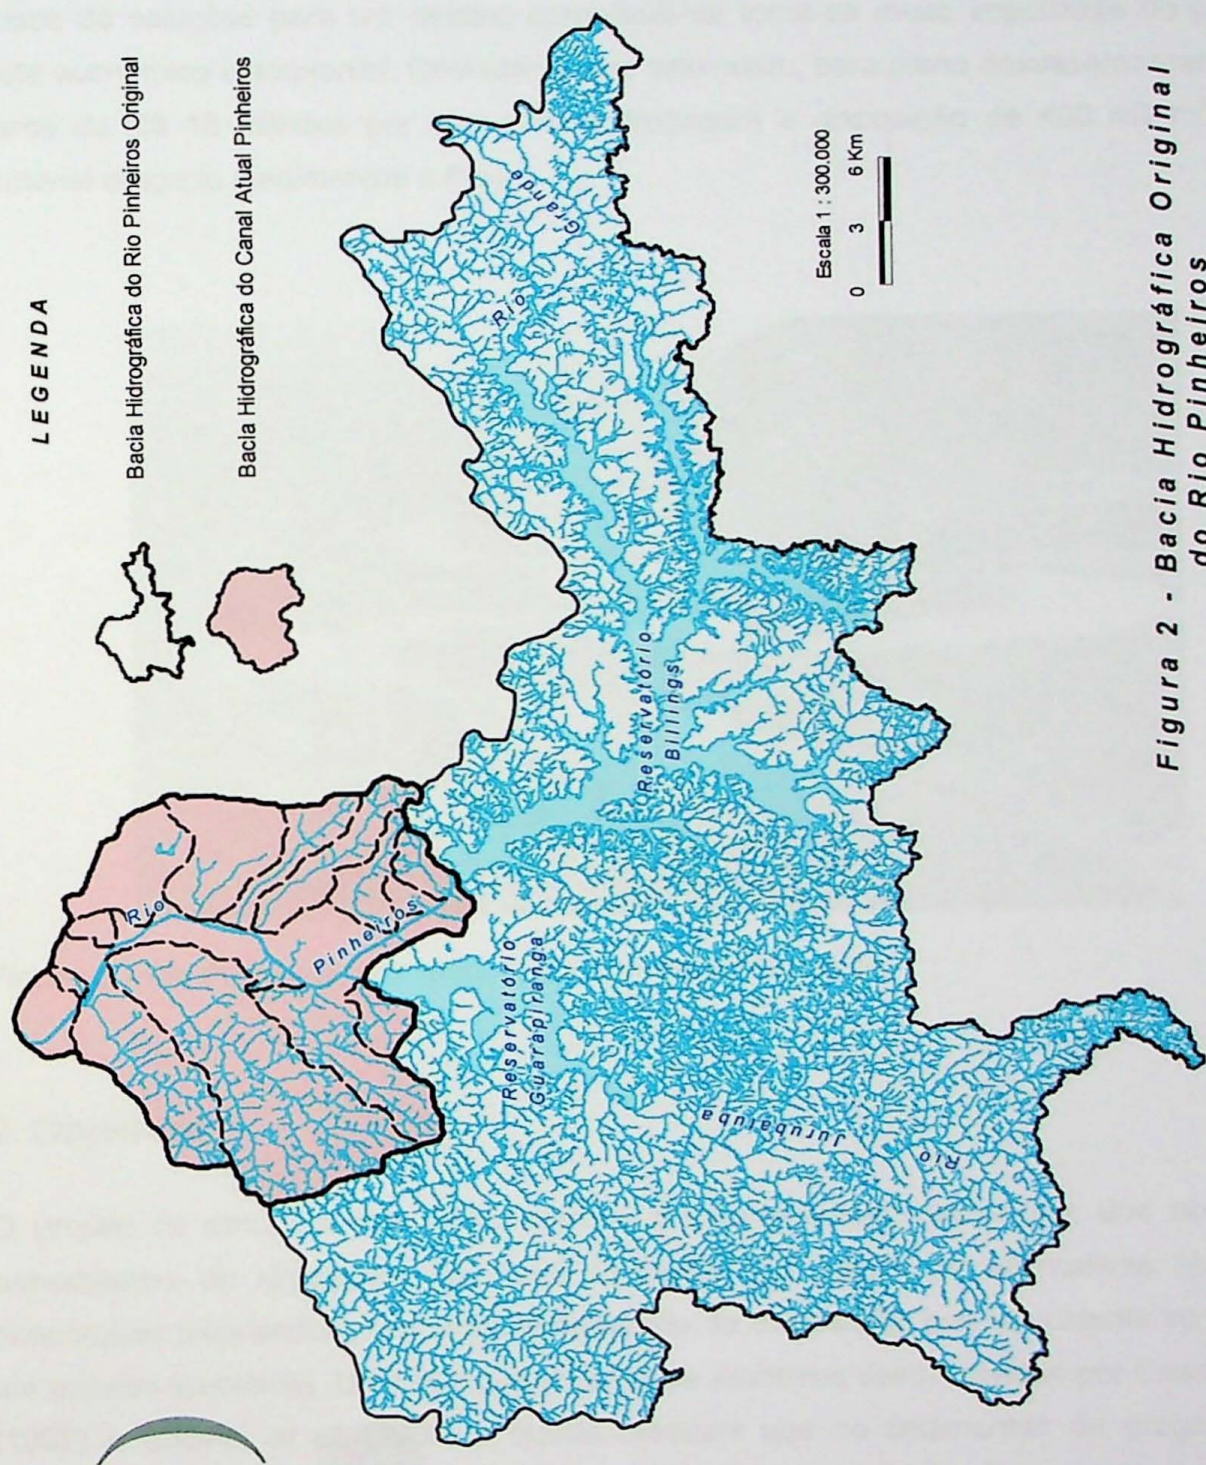 LEGENDA
Bacia Hidrográfica do Rio Pinheiros Original
Bacia Hidrográfica do Canal Atual Pinheiros
Rio
Grande
Rio
Pinheiros
Reservatório
Billings
Reservatório
Guarapiranga
Rio
Jurubatuba
Escala 1 : 300.000
0 3 6 Km
Figura 2 - Bacia Hidrográfica Original
do Rio Pinheiros